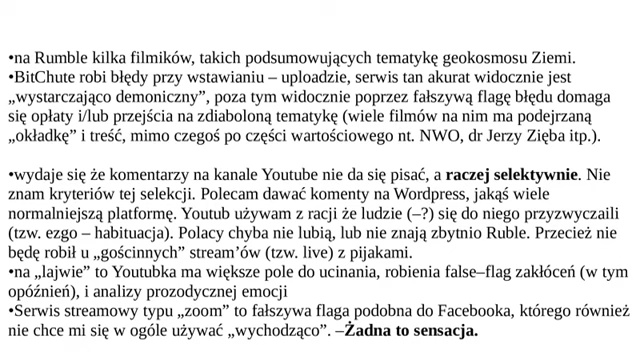 •na Rumble kilka filmików, takich podsumowujących tematykę geokosmosu Ziemi.
•BitChute robi błędy przy wstawianiu – uploadzie, serwis tan akurat widocznie jest
„wystarczająco demoniczny”, poza tym widocznie poprzez fałszywą flagę błędu domaga
się opłaty i/lub przejścia na zdiaboloną tematykę (wiele filmów na nim ma podejrzaną
„okładkę” i treść, mimo czegoś po części wartościowego nt. NWO, dr Jerzy Zięba itp.).
•wydaje się że komentarzy na kanale Youtube nie da się pisać, a raczej selektywnie. Nie
znam kryteriów tej selekcji. Polecam dawać komenty na Wordpress, jakąś wiele
normalniejszą platformę. Youtub używam z racji że ludzie (–?) się do niego przyzwyczaili
(tzw. ezgo – habituacja). Polacy chyba nie lubią, lub nie znają zbytnio Ruble. Przecież nie
będę robił u „gościnnych” stream’ów (tzw. live) z pijakami.
•na „lajwie” to Youtubka ma większe pole do ucinania, robienia false–flag zakłóceń (w tym
opóźnień), i analizy prozodycznej emocji
•Serwis streamowy typu „zoom” to fałszywa flaga podobna do Facebooka, którego również
nie chce mi się w ogóle używać „wychodząco”. –Żadna to sensacja.